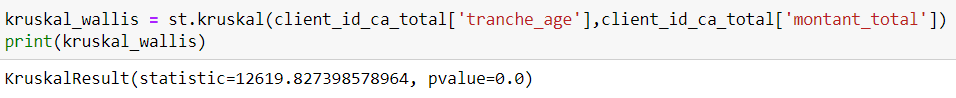 kruskal_wallis = st.kruskal(client_id_ca_total['tranche_age'],client_id_ca_total['montant_total'])
print(kruskal_wallis)
KruskalResult(statistic=12619.827398578964, pvalue=0.0)